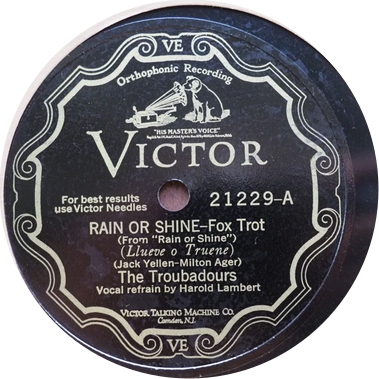 VE
Orthophonic Recording
"HIS MASTER'S VOICE"
VICTOR
For best results
use Victor Needles
21229-A
RAIN OR SHINE–Fox Trot
(From "Rain or Shine")
(Llueve o Truene)
(Jack Yellen-Milton Ager)
The Troubadours
Vocal refrain by Harold Lambert
VICTOR TALKING MACHINE CO.
Camden, N.J.
VE